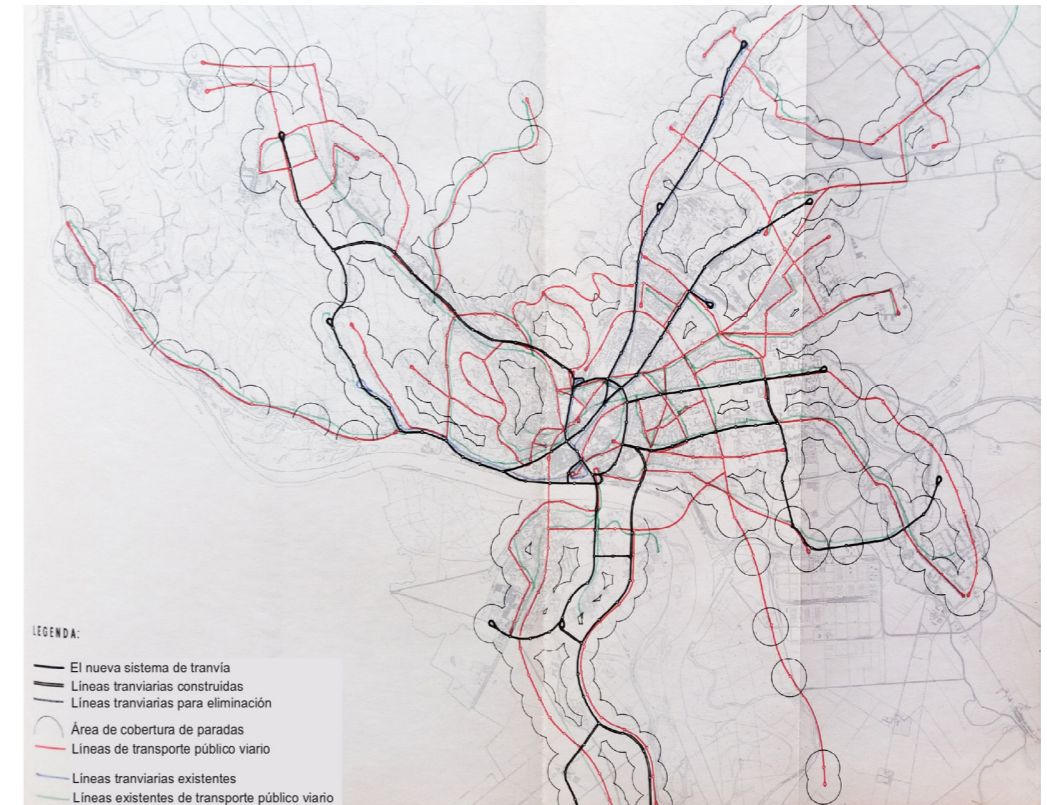 LEGENDA:
El nueva sistema de tranvía
Líneas tranviarias construidas
Líneas tranviarias para eliminación
Área de cobertura de paradas
Líneas de transporte público viario
Líneas tranviarias existentes
Líneas existentes de transporte público viario